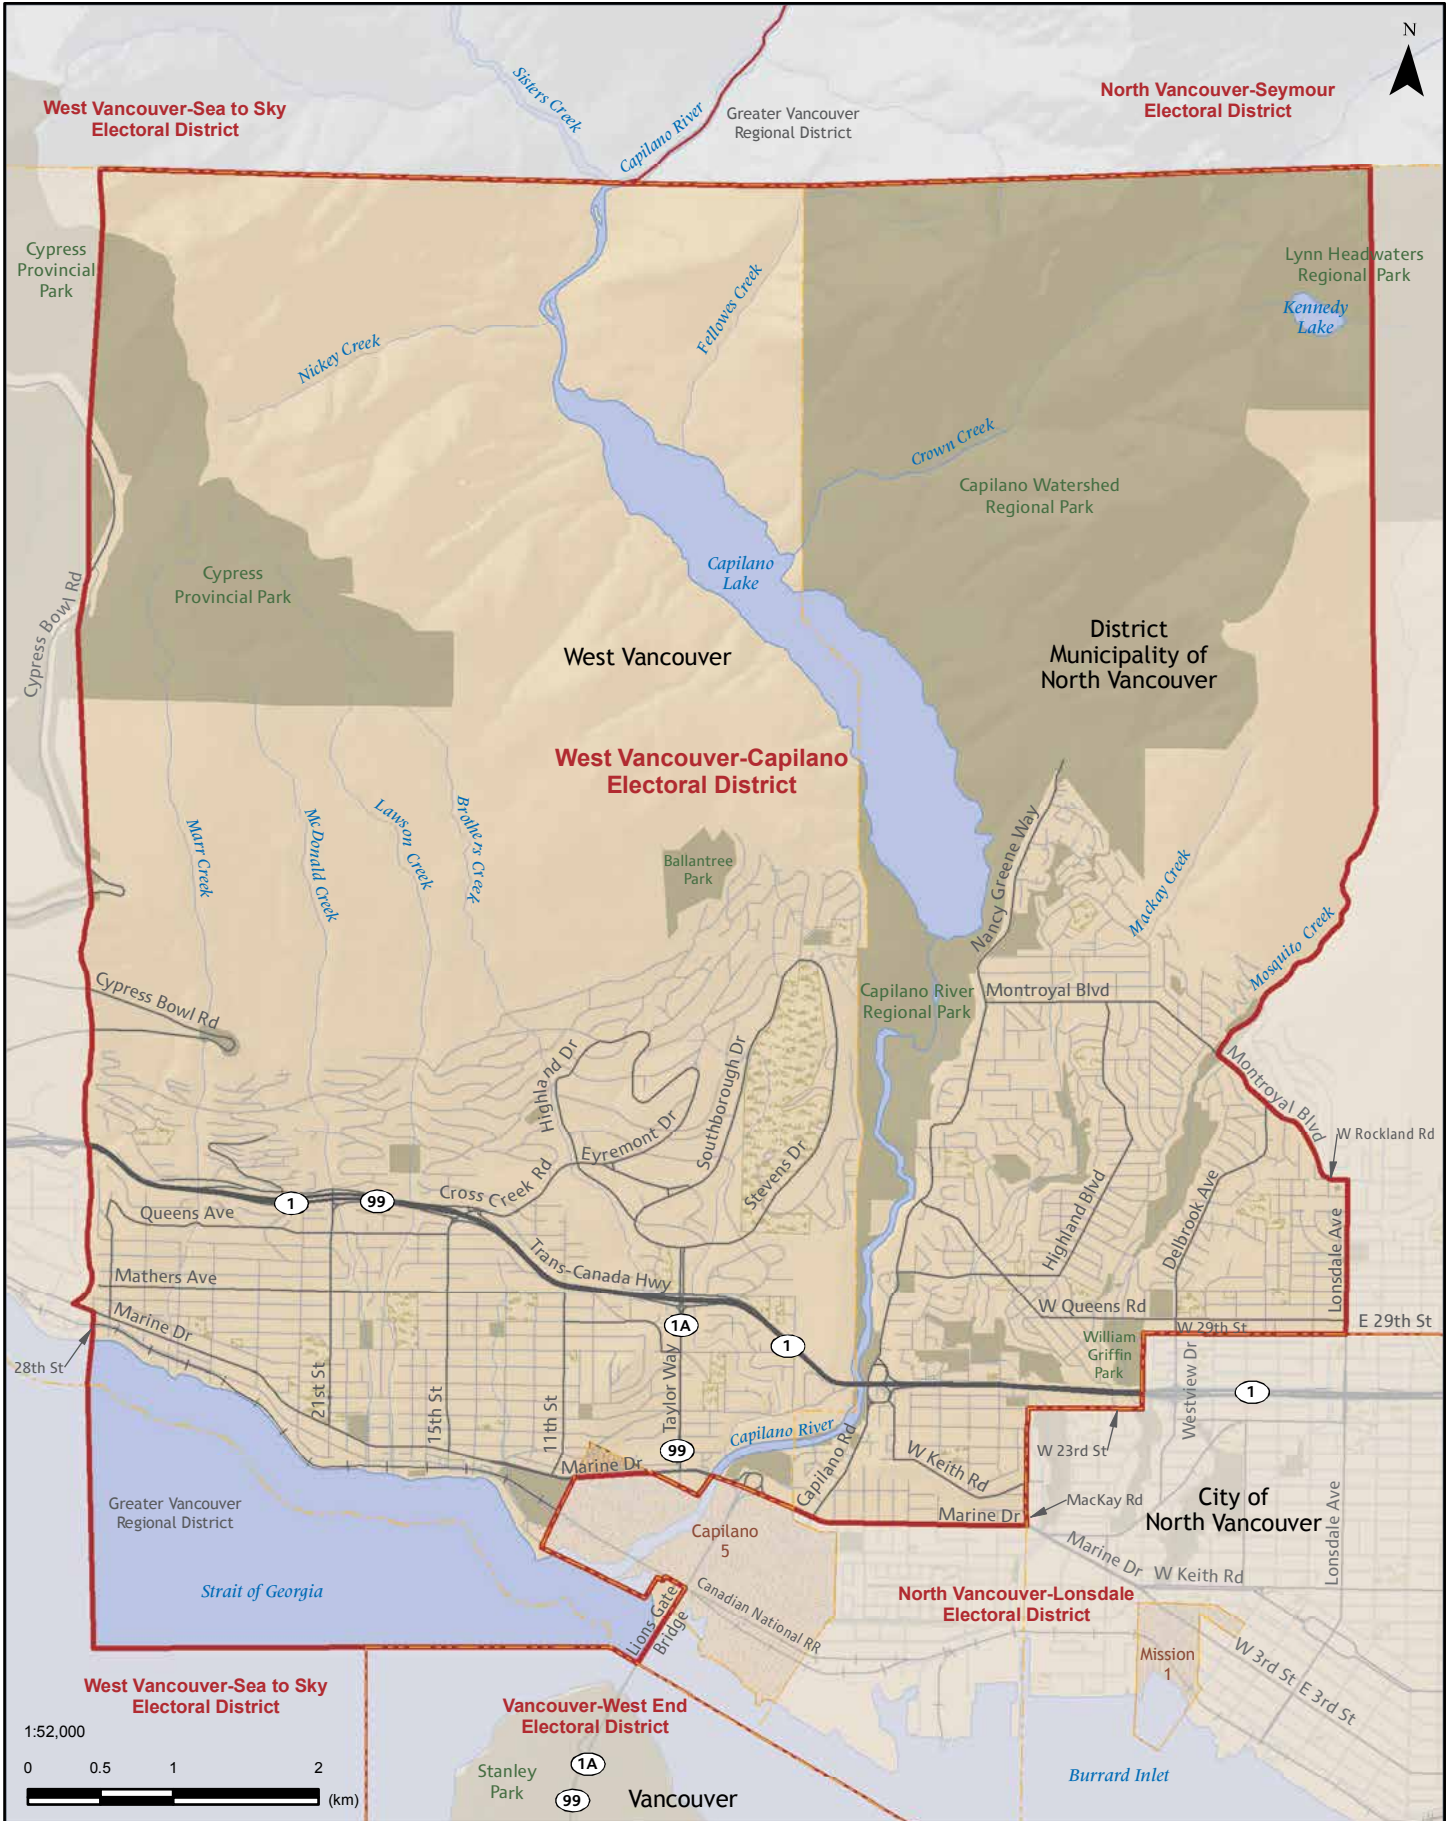 N
Sisters Creek
West Vancouver-Sea to Sky
Electoral District
Capilano River
Greater Vancouver
Regional District
North Vancouver-Seymour
Electoral District
Cypress
Provincial
Park
Lynn Headwaters
Regional Park
Kennedy
Lake
Fellowes Creek
Nickey Creek
Crown Creek
Capilano Watershed
Regional Park
Capilano
Lake
Cypress
Provincial Park
Cypress Bowl Rd
West Vancouver
District
Municipality of
North Vancouver
West Vancouver-Capilano
Electoral District
Marr Creek
McDonald Creek
Lawson Creek
Brothers Creek
Ballantree
Park
Nancy Greene Way
Mackay Creek
Mosquito Creek
Cypress Bowl Rd
Capilano River
Regional Park
Montroyal Blvd
Highland Dr
Southborough Dr
Eyremont Dr
Stevens Dr
Montroyal Blvd
W Rockland Rd
Cross Creek Rd
Highland Blvd
Delbrook Ave
Lonsdale Ave
1
99
Queens Ave
Trans-Canada Hwy
Mathers Ave
Marine Dr
28th St
1A
1
W Queens Rd
W 29th St
E 29th St
William
Griffin
Park
Westview Dr
1
21st St
15th St
11th St
Taylor Way
99
Capilano River
Capilano Rd
W Keith Rd
W 23rd St
Marine Dr
Marine Dr
MacKay Rd
City of
North Vancouver
Lonsdale Ave
Greater Vancouver
Regional District
Capilano
5
Marine Dr
W Keith Rd
Strait of Georgia
Lions Gate
Bridge
Canadian National RR
North Vancouver-Lonsdale
Electoral District
Mission
1
W 3rd St
E 3rd St
West Vancouver-Sea to Sky
Electoral District
Vancouver-West End
Electoral District
1:52,000
0 0.5 1 2
(km)
Stanley
Park
1A
99
Vancouver
Burrard Inlet